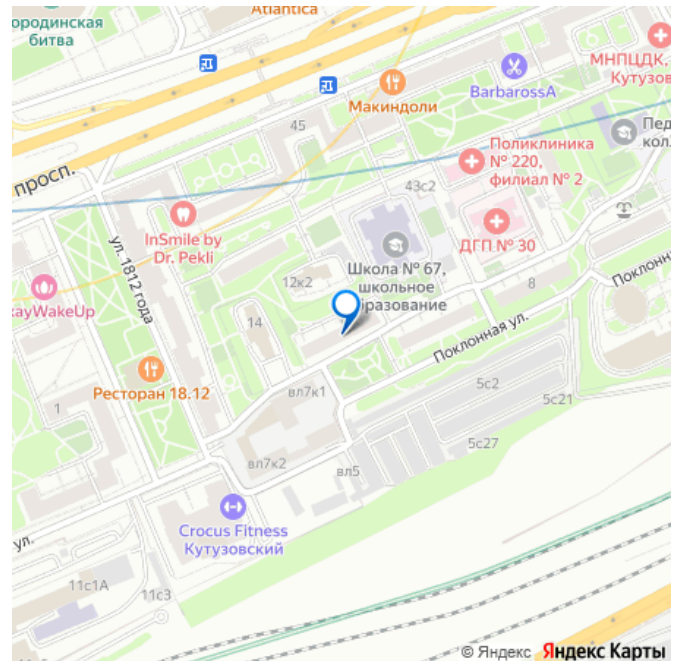 Atlantica
ородинская
битва
МНПЦДК,
Кутузов
Макиндоли
BarbarossA
45
Пед
кол.
Поликлиника
№ 220,
филиал № 2
просп.
43с2
InSmile by
Dr. Pekli
ДГП № 30
ул. 1812 года
Школа № 67,
школьное
образование
12к2
8
Поклонная
kayWakeUp
14
Поклонная ул.
Ресторан 18.12
вл7к1
5с2
5с21
1
5с27
вл7к2
вл5
Crocus Fitness
Кутузовский
ул.
11с1А
11с3
© Яндекс Яндекс Карты